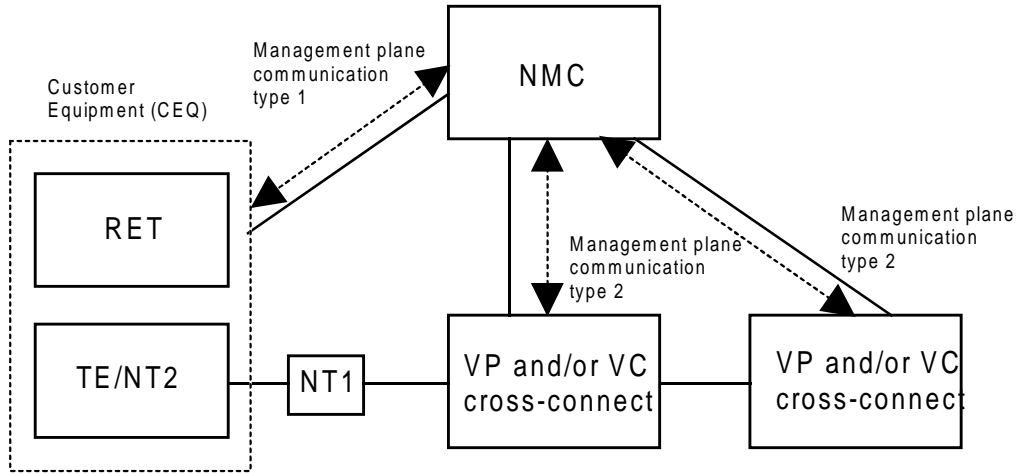 Management plane
communication
type 1
NMC
Customer
Equipment (CEQ)
RET
Management plane
communication
type 2
Management plane
communication
type 2
TE/NT2
NT1
VP and/or VC
cross-connect
VP and/or VC
cross-connect